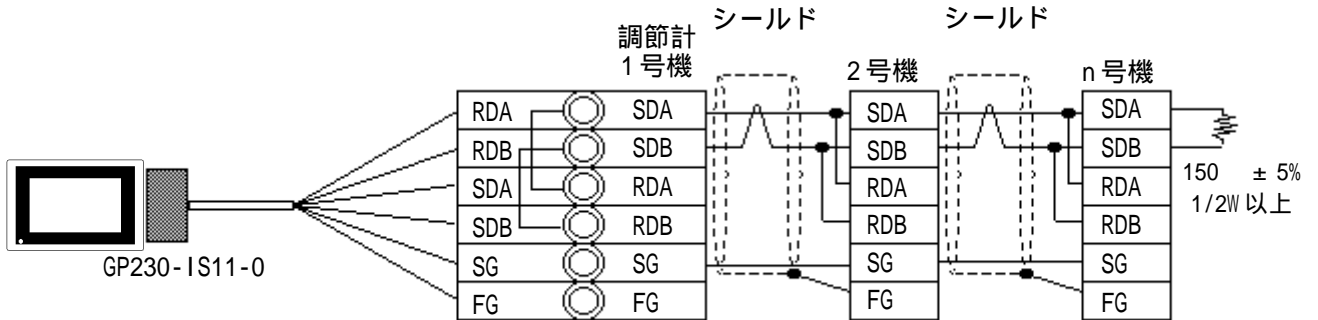 シールド
シールド
調節計
1号機
2号機
n号機
RDA
SDA
SDA
SDA
RDB
SDB
SDB
SDB
SDA
RDA
RDA
RDA
SDB
RDB
RDB
RDB
SG
SG
SG
SG
FG
FG
FG
FG
150 ± 5%
1/2W以上
GP230-IS11-O